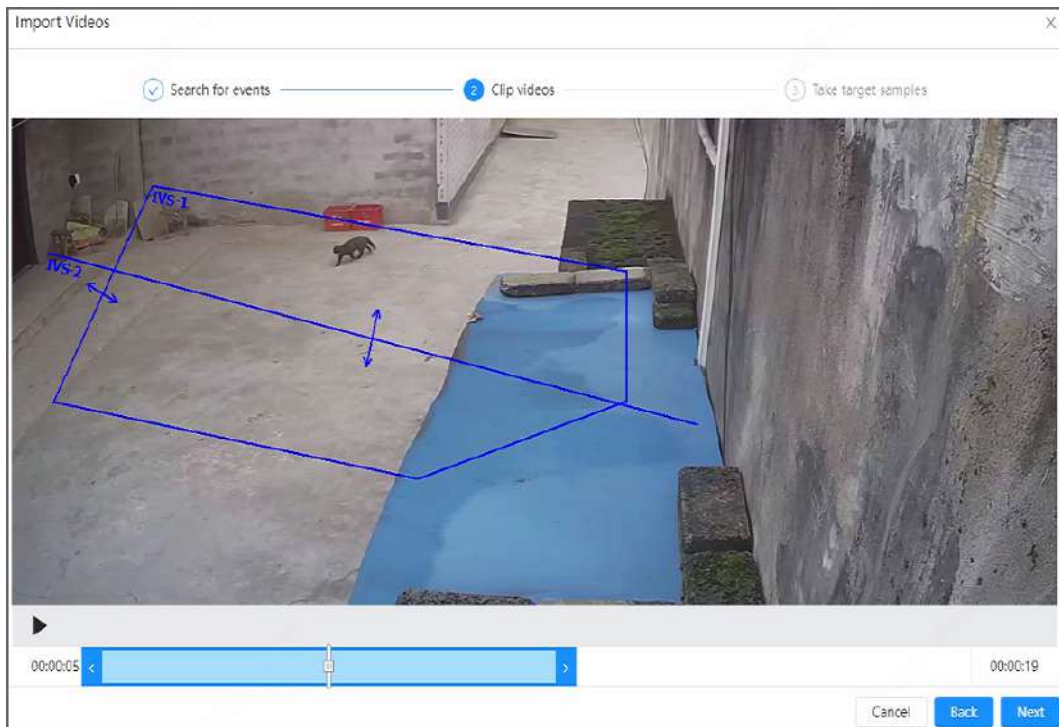 Import Videos
X
Search for events
2
Clip videos
3
Take target samples
IVS-1
IVS-2
00:00:05
00:00:19
Cancel
Back
Next